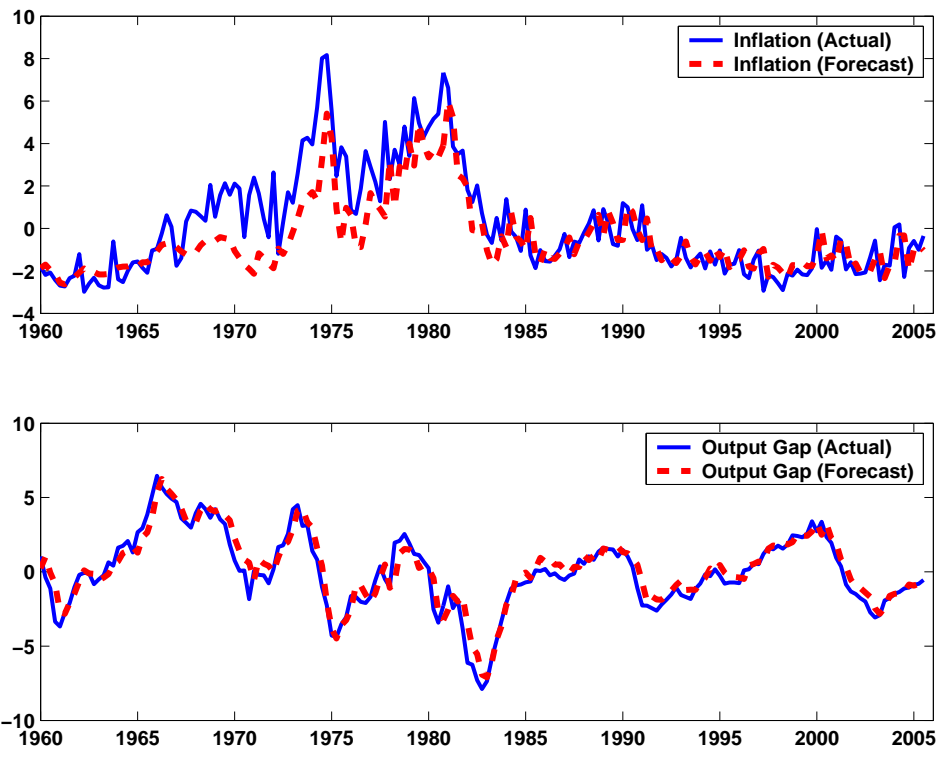 10
8
6
4
2
0
−2
−4
Inflation (Actual)
Inflation (Forecast)
1960 1965 1970 1975 1980 1985 1990 1995 2000 2005
10
5
0
−5
−10
Output Gap (Actual)
Output Gap (Forecast)
1960 1965 1970 1975 1980 1985 1990 1995 2000 2005